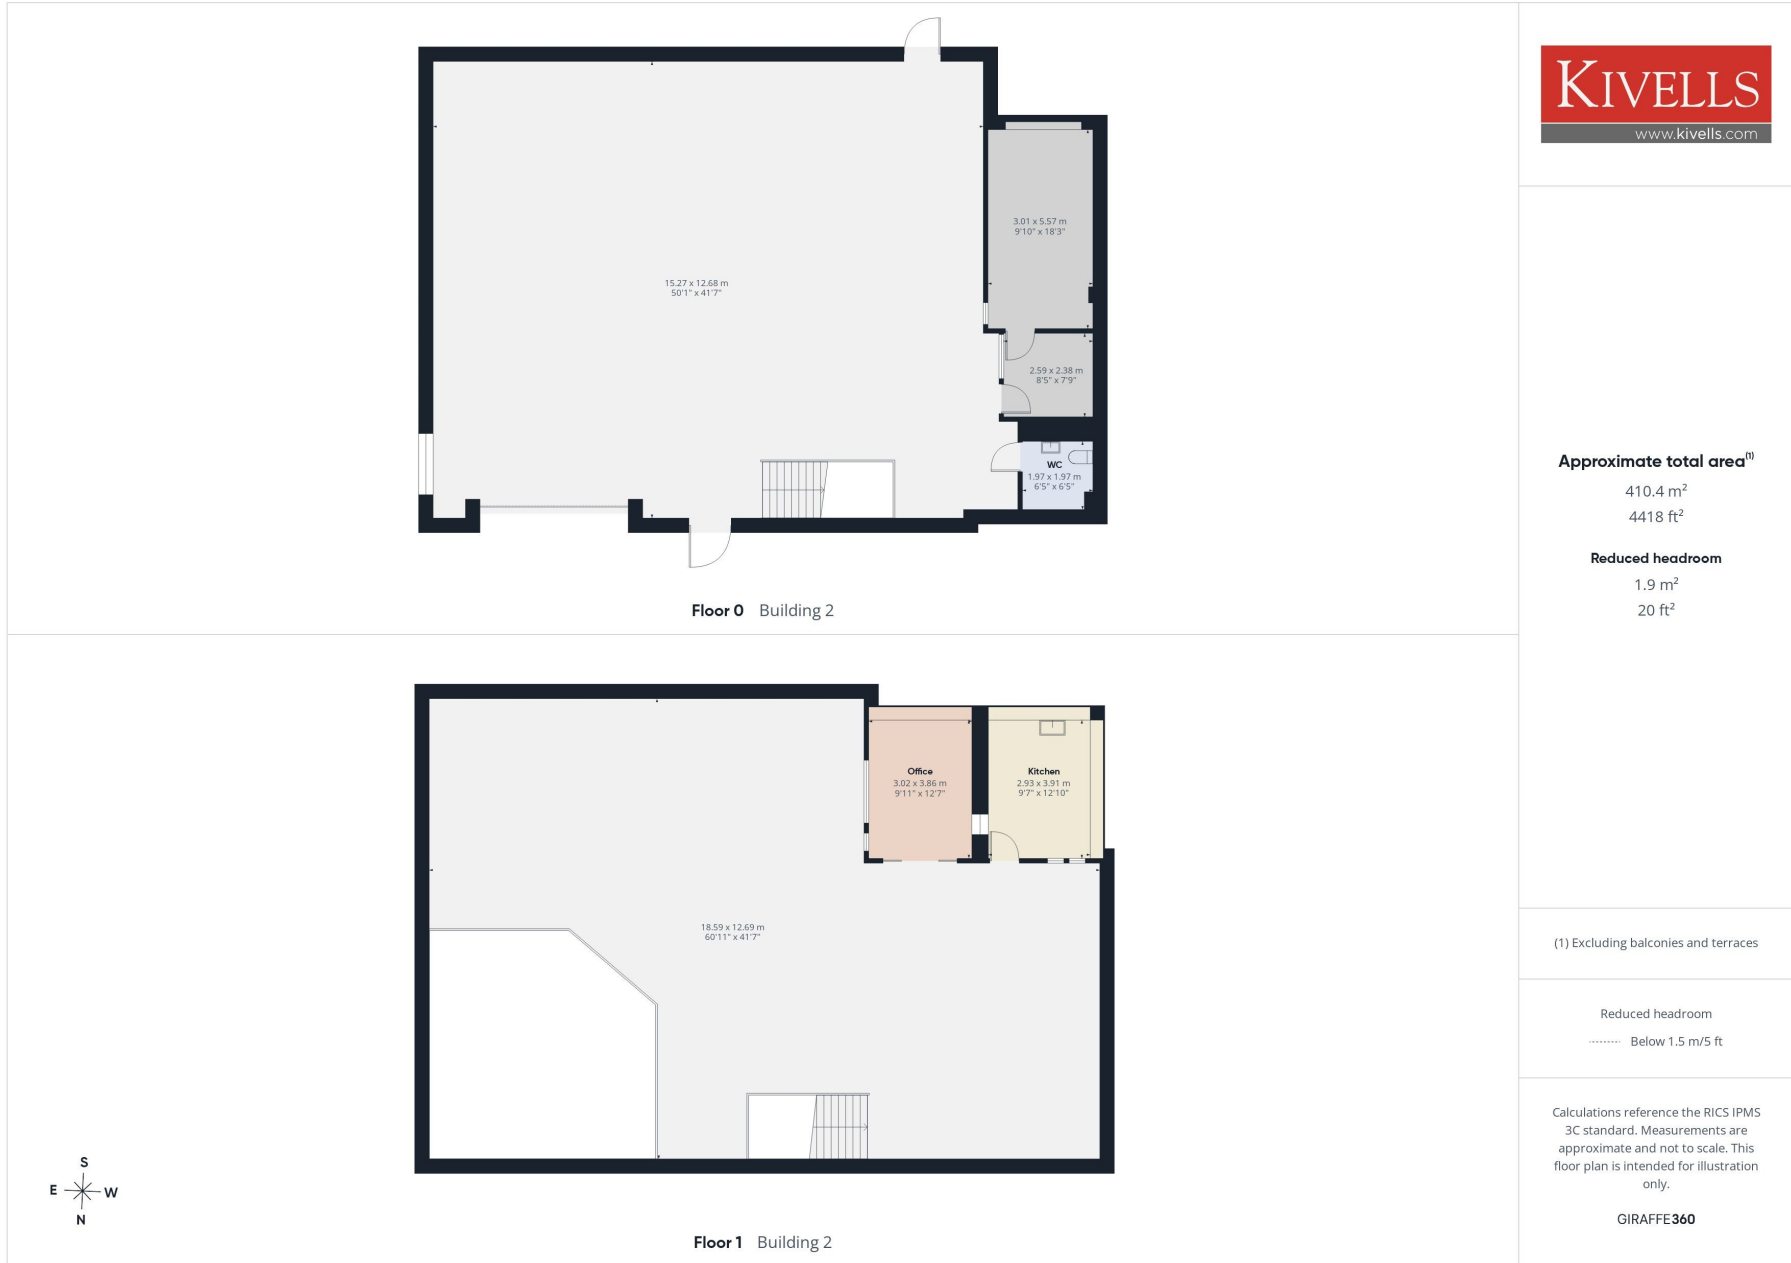 15.27 x 12.68 m
50'1" x 41'7"
3.01 x 5.57 m
9'10" x 18'3"
2.59 x 2.38 m
8'5" x 7'9"
WC
1.97 x 1.97 m
6'5" x 6'5"
Floor 0 Building 2
Office
3.02 x 3.86 m
9'11" x 12'7"
Kitchen
2.93 x 3.91 m
9'7" x 12'10"
18.59 x 12.69 m
60'11" x 41'7"
S
E W
N
Floor 1 Building 2
KIVELLS
www.kivells.com
Approximate total area(1)
410.4 m²
4418 ft²
Reduced headroom
1.9 m²
20 ft²
(1) Excluding balconies and terraces
Reduced headroom
Below 1.5 m/5 ft
Calculations reference the RICS IPMS
3C standard. Measurements are
approximate and not to scale. This
floor plan is intended for illustration
only.
GIRAFFE360